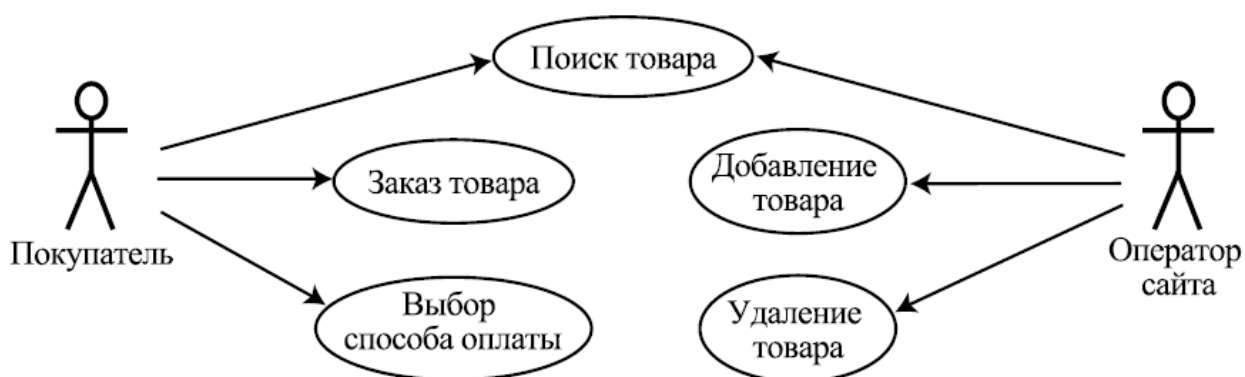 Поиск товара
Заказ товара
Добавление
товара
Покупатель
Оператор
сайта
Выбор
способа оплаты
Удаление
товара